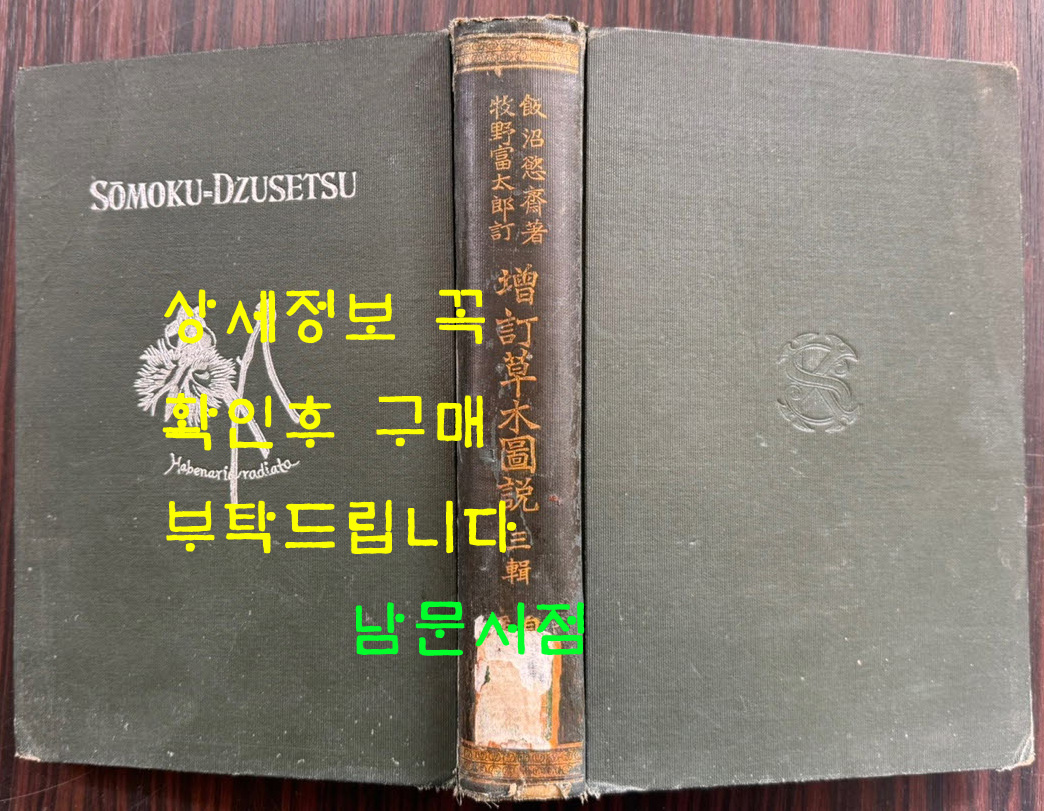 SŌMOKU=DZUSETSU
Habenaria radiata
飯沼慾齋著
牧野富太郎訂
增訂草木圖説
三輯
상세정보 꼭
확인후 구매
부탁드립니다
남문서점